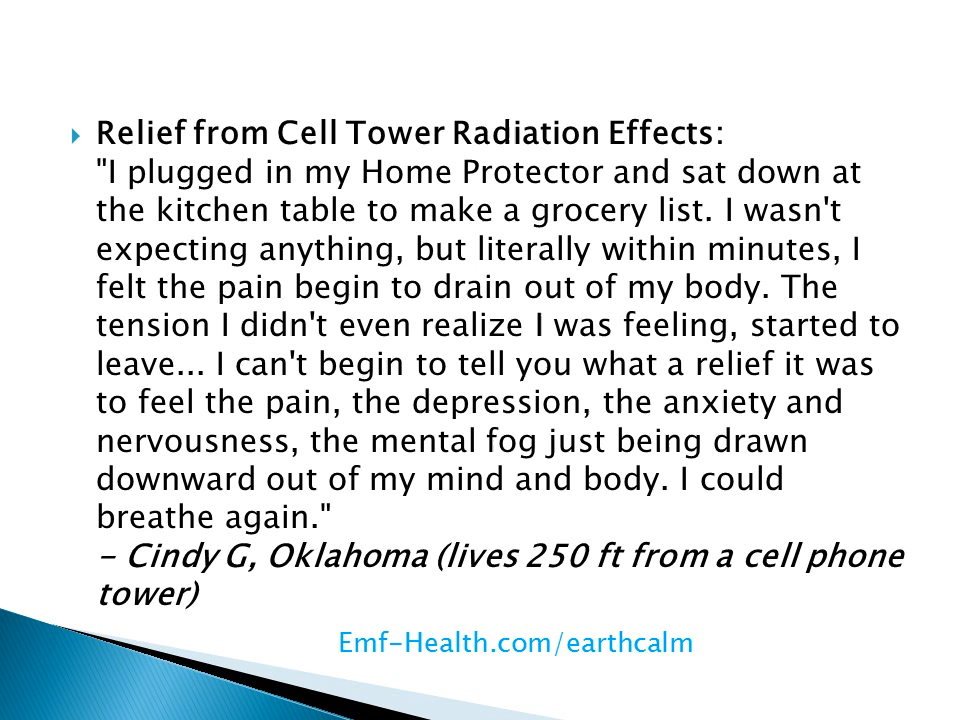 Relief from Cell Tower Radiation Effects:
"I plugged in my Home Protector and sat down at
the kitchen table to make a grocery list. I wasn't
expecting anything, but literally within minutes, I
felt the pain begin to drain out of my body. The
tension I didn't even realize I was feeling, started to
leave... I can't begin to tell you what a relief it was
to feel the pain, the depression, the anxiety and
nervousness, the mental fog just being drawn
downward out of my mind and body. I could
breathe again."
- Cindy G, Oklahoma (lives 250 ft from a cell phone
tower)
Emf-Health.com/earthcalm